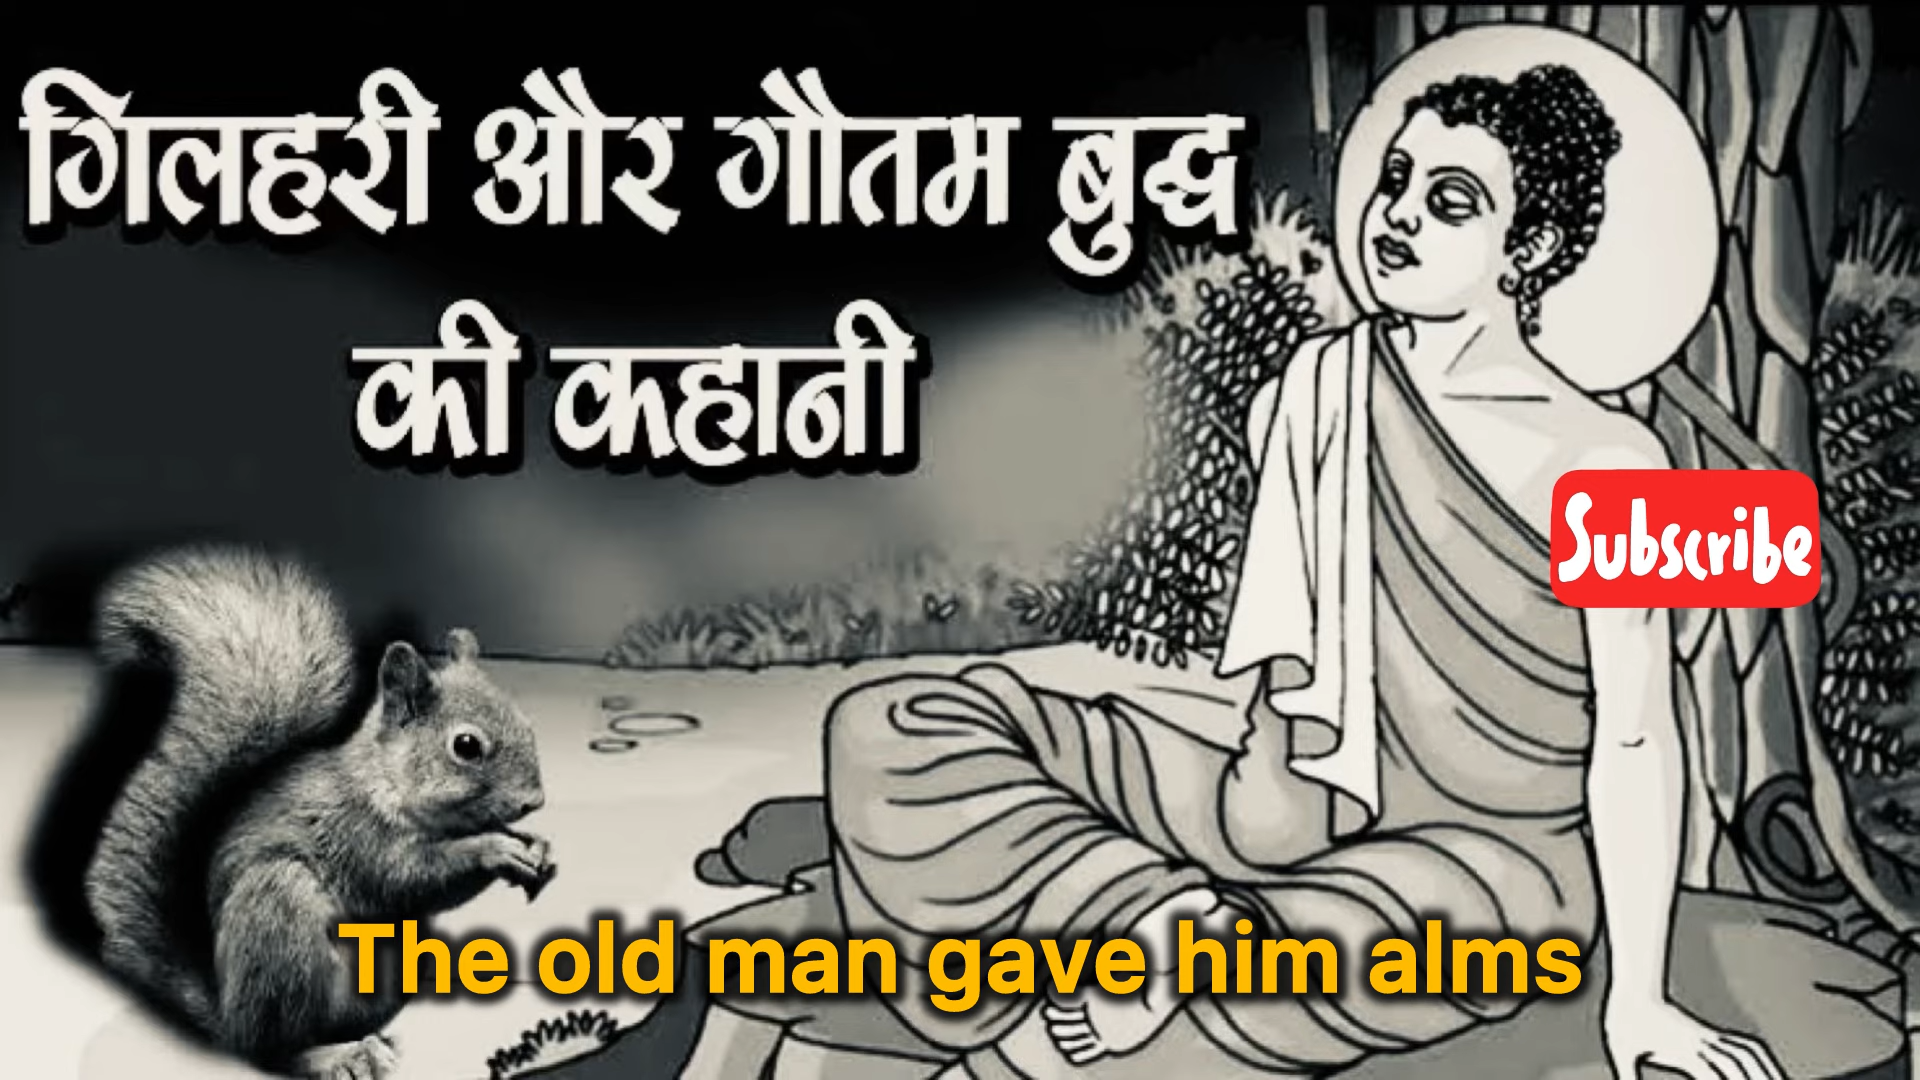 गिलहरी और गौतम बुद्ध
की कहानी
Subscribe
The old man gave him alms